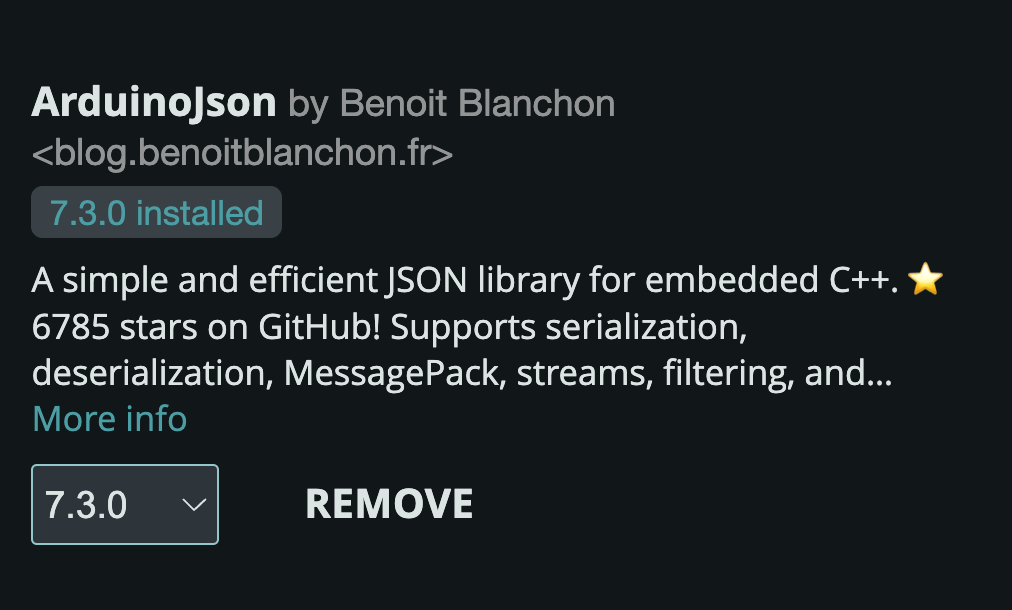 ArduinoJson by Benoit Blanchon
<blog.benoitblanchon.fr>
7.3.0 installed
A simple and efficient JSON library for embedded C++. ⭐
6785 stars on GitHub! Supports serialization,
deserialization, MessagePack, streams, filtering, and...
More info
7.3.0 REMOVE